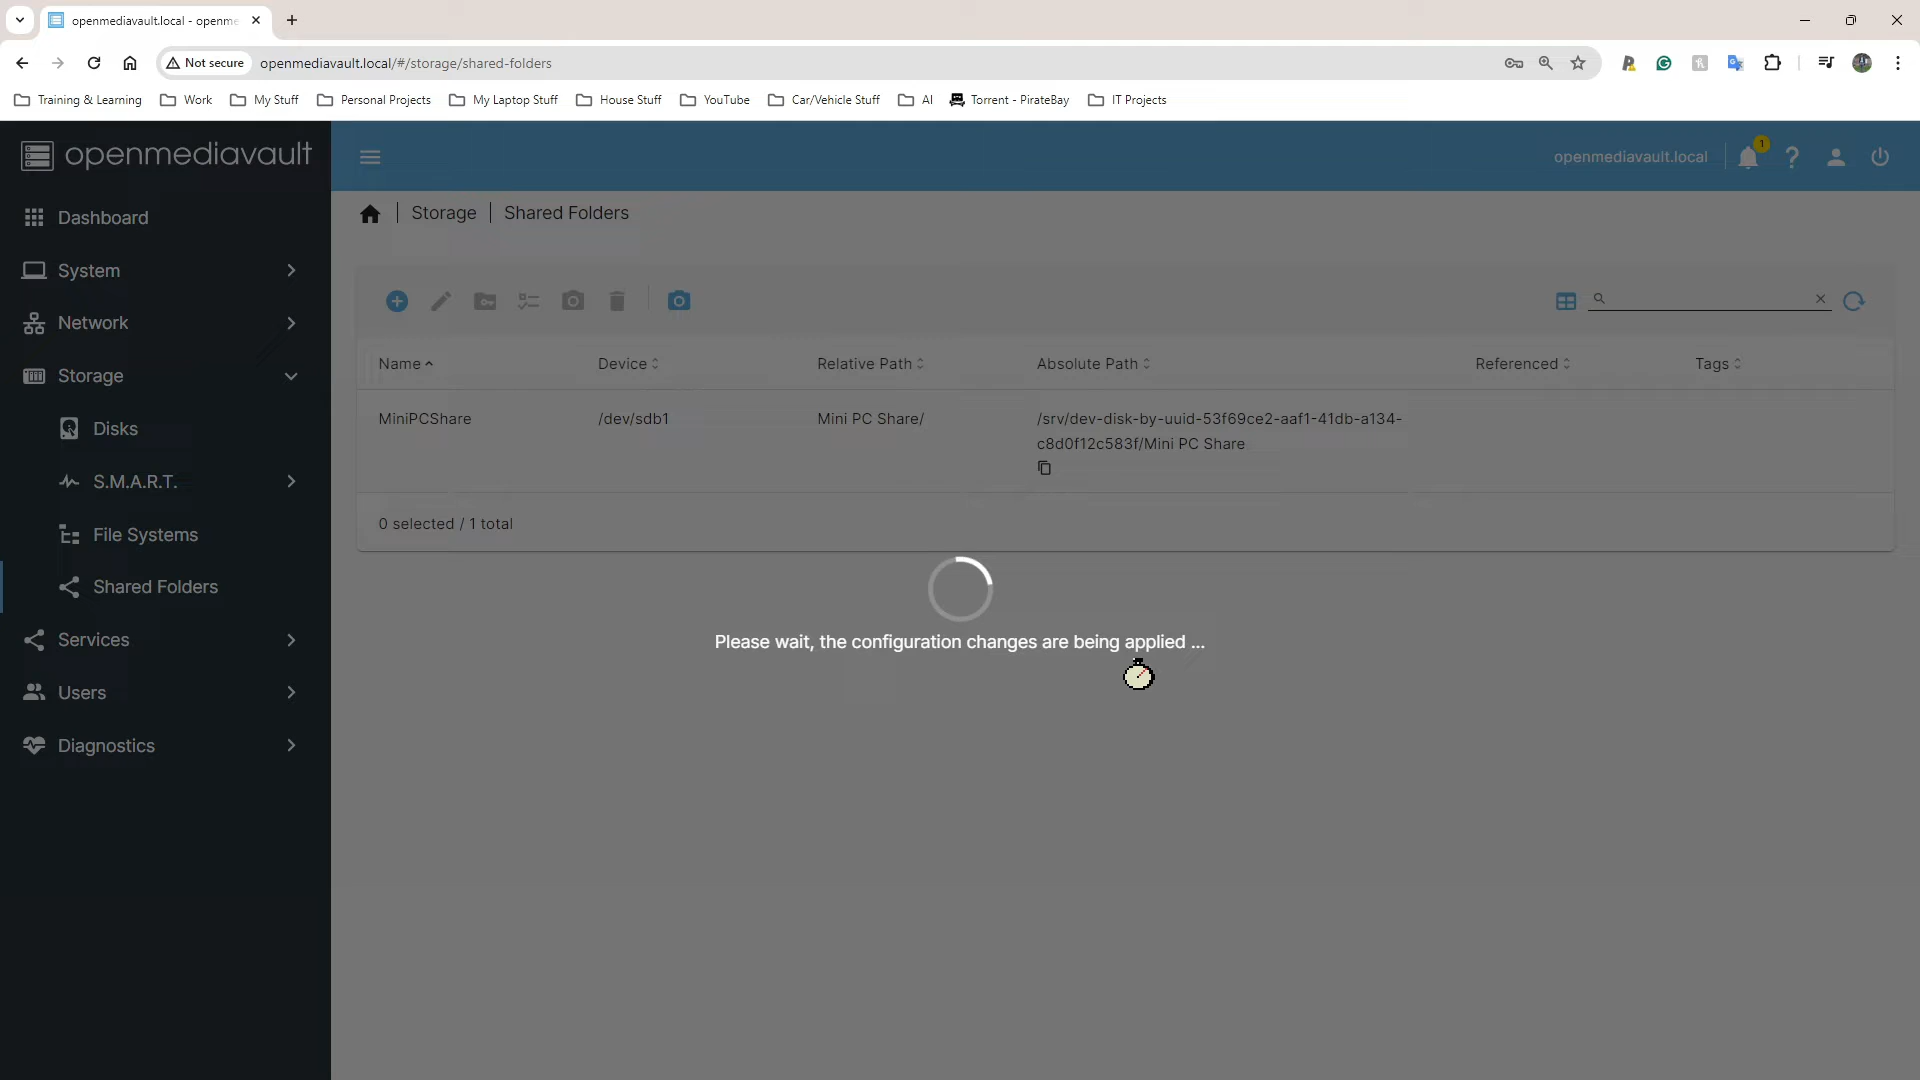 openmediavault.local - openme
Not secure
openmediavault.local/#/storage/shared-folders
Training & Learning
Work
My Stuff
Personal Projects
My Laptop Stuff
House Stuff
YouTube
Car/Vehicle Stuff
AI
Torrent - PirateBay
IT Projects
openmediavault
openmediavault.local
1
Dashboard
System
Network
Storage
Disks
S.M.A.R.T.
File Systems
Shared Folders
Services
Users
Diagnostics
Storage
Shared Folders
Name
Device
Relative Path
Absolute Path
Referenced
Tags
MiniPCShare
/dev/sdb1
Mini PC Share/
/srv/dev-disk-by-uuid-53f69ce2-aaf1-41db-a134-
c8d0f12c583f/Mini PC Share
0 selected / 1 total
Please wait, the configuration changes are being applied ...